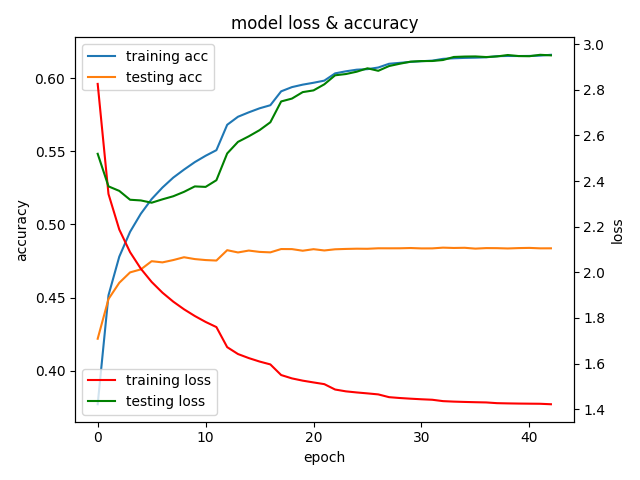 model loss & accuracy
training acc
testing acc
training loss
testing loss
accuracy
0.60
0.55
0.50
0.45
0.40
loss
3.0
2.8
2.6
2.4
2.2
2.0
1.8
1.6
1.4
0 10 20 30 40
epoch